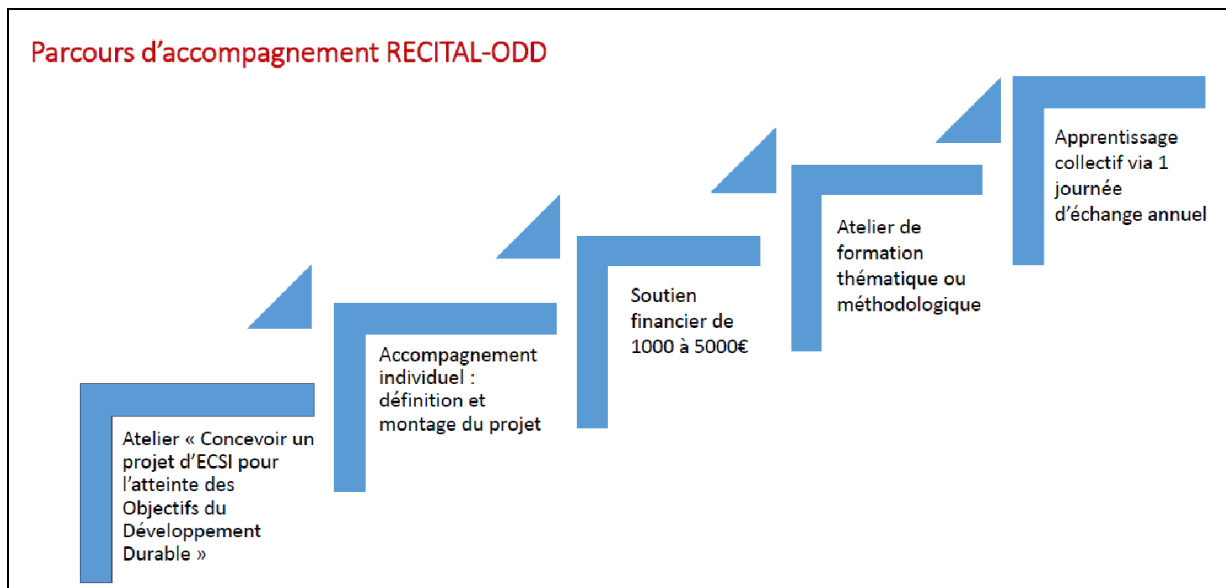 Parcours d'accompagnement RECITAL-ODD
Atelier « Concevoir un
projet d'ECSI pour
l'atteinte des
Objectifs du
Développement
Durable »
Accompagnement
individuel :
définition et
montage du projet
Soutien
financier de
1000 à 5000€
Atelier de
formation
thématique ou
méthodologique
Apprentissage
collectif via 1
journée
d'échange annuel